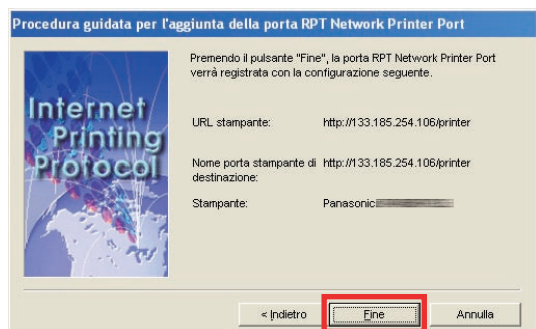 Procedura guidata per l'aggiunta della porta RPT Network Printer Port
Internet
Printing
Protocol
Premendo il pulsante "Fine", la porta RPT Network Printer Port
verrà registrata con la configurazione seguente.
URL stampante: http://133.185.254.106/printer
Nome porta stampante di http://133.185.254.106/printer
destinazione:
Stampante: Panasonic
< Indietro Fine Annulla